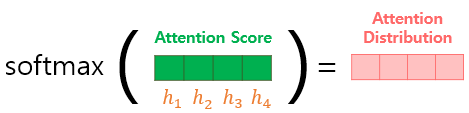 Attention
Distribution
Attention Score
softmax ( ) =
h₁ h₂ h₃ h₄